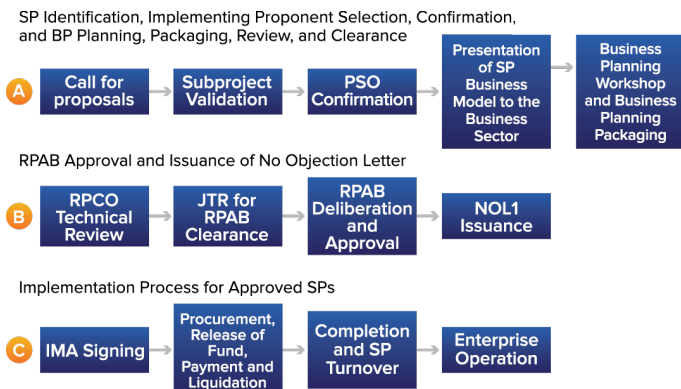 SP Identification, Implementing Proponent Selection, Confirmation,
and BP Planning, Packaging, Review, and Clearance
A
Call for
proposals
Subproject
Validation
PSO
Confirmation
Presentation
of SP
Business
Model to the
Business
Sector
Business
Planning
Workshop
and Business
Planning
Packaging
RPAB Approval and Issuance of No Objection Letter
B
RPCO
Technical
Review
JTR for
RPAB
Clearance
RPAB
Deliberation
and
Approval
NOL1
Issuance
Implementation Process for Approved SPs
C
IMA Signing
Procurement,
Release of
Fund,
Payment and
Liquidation
Completion
and SP
Turnover
Enterprise
Operation